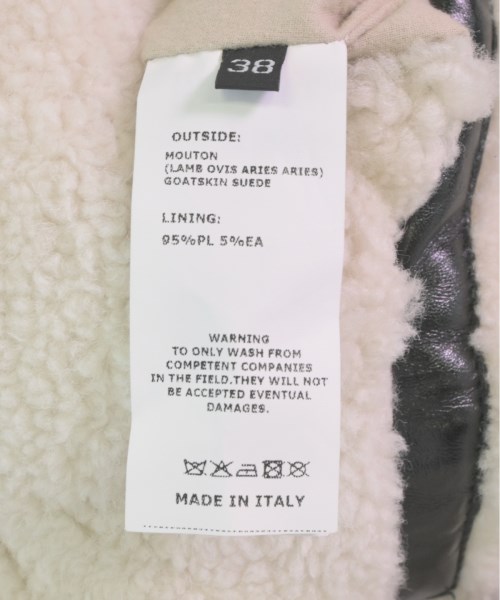 38
OUTSIDE:
MOUTON
(LAMB OVIS ARIES ARIES)
GOATSKIN SUEDE
LINING:
95%PL 5%EA
WARNING
TO ONLY WASH FROM
COMPETENT COMPANIES
IN THE FIELD.THEY WILL NOT
BE ACCEPTED EVENTUAL
DAMAGES.
MADE IN ITALY